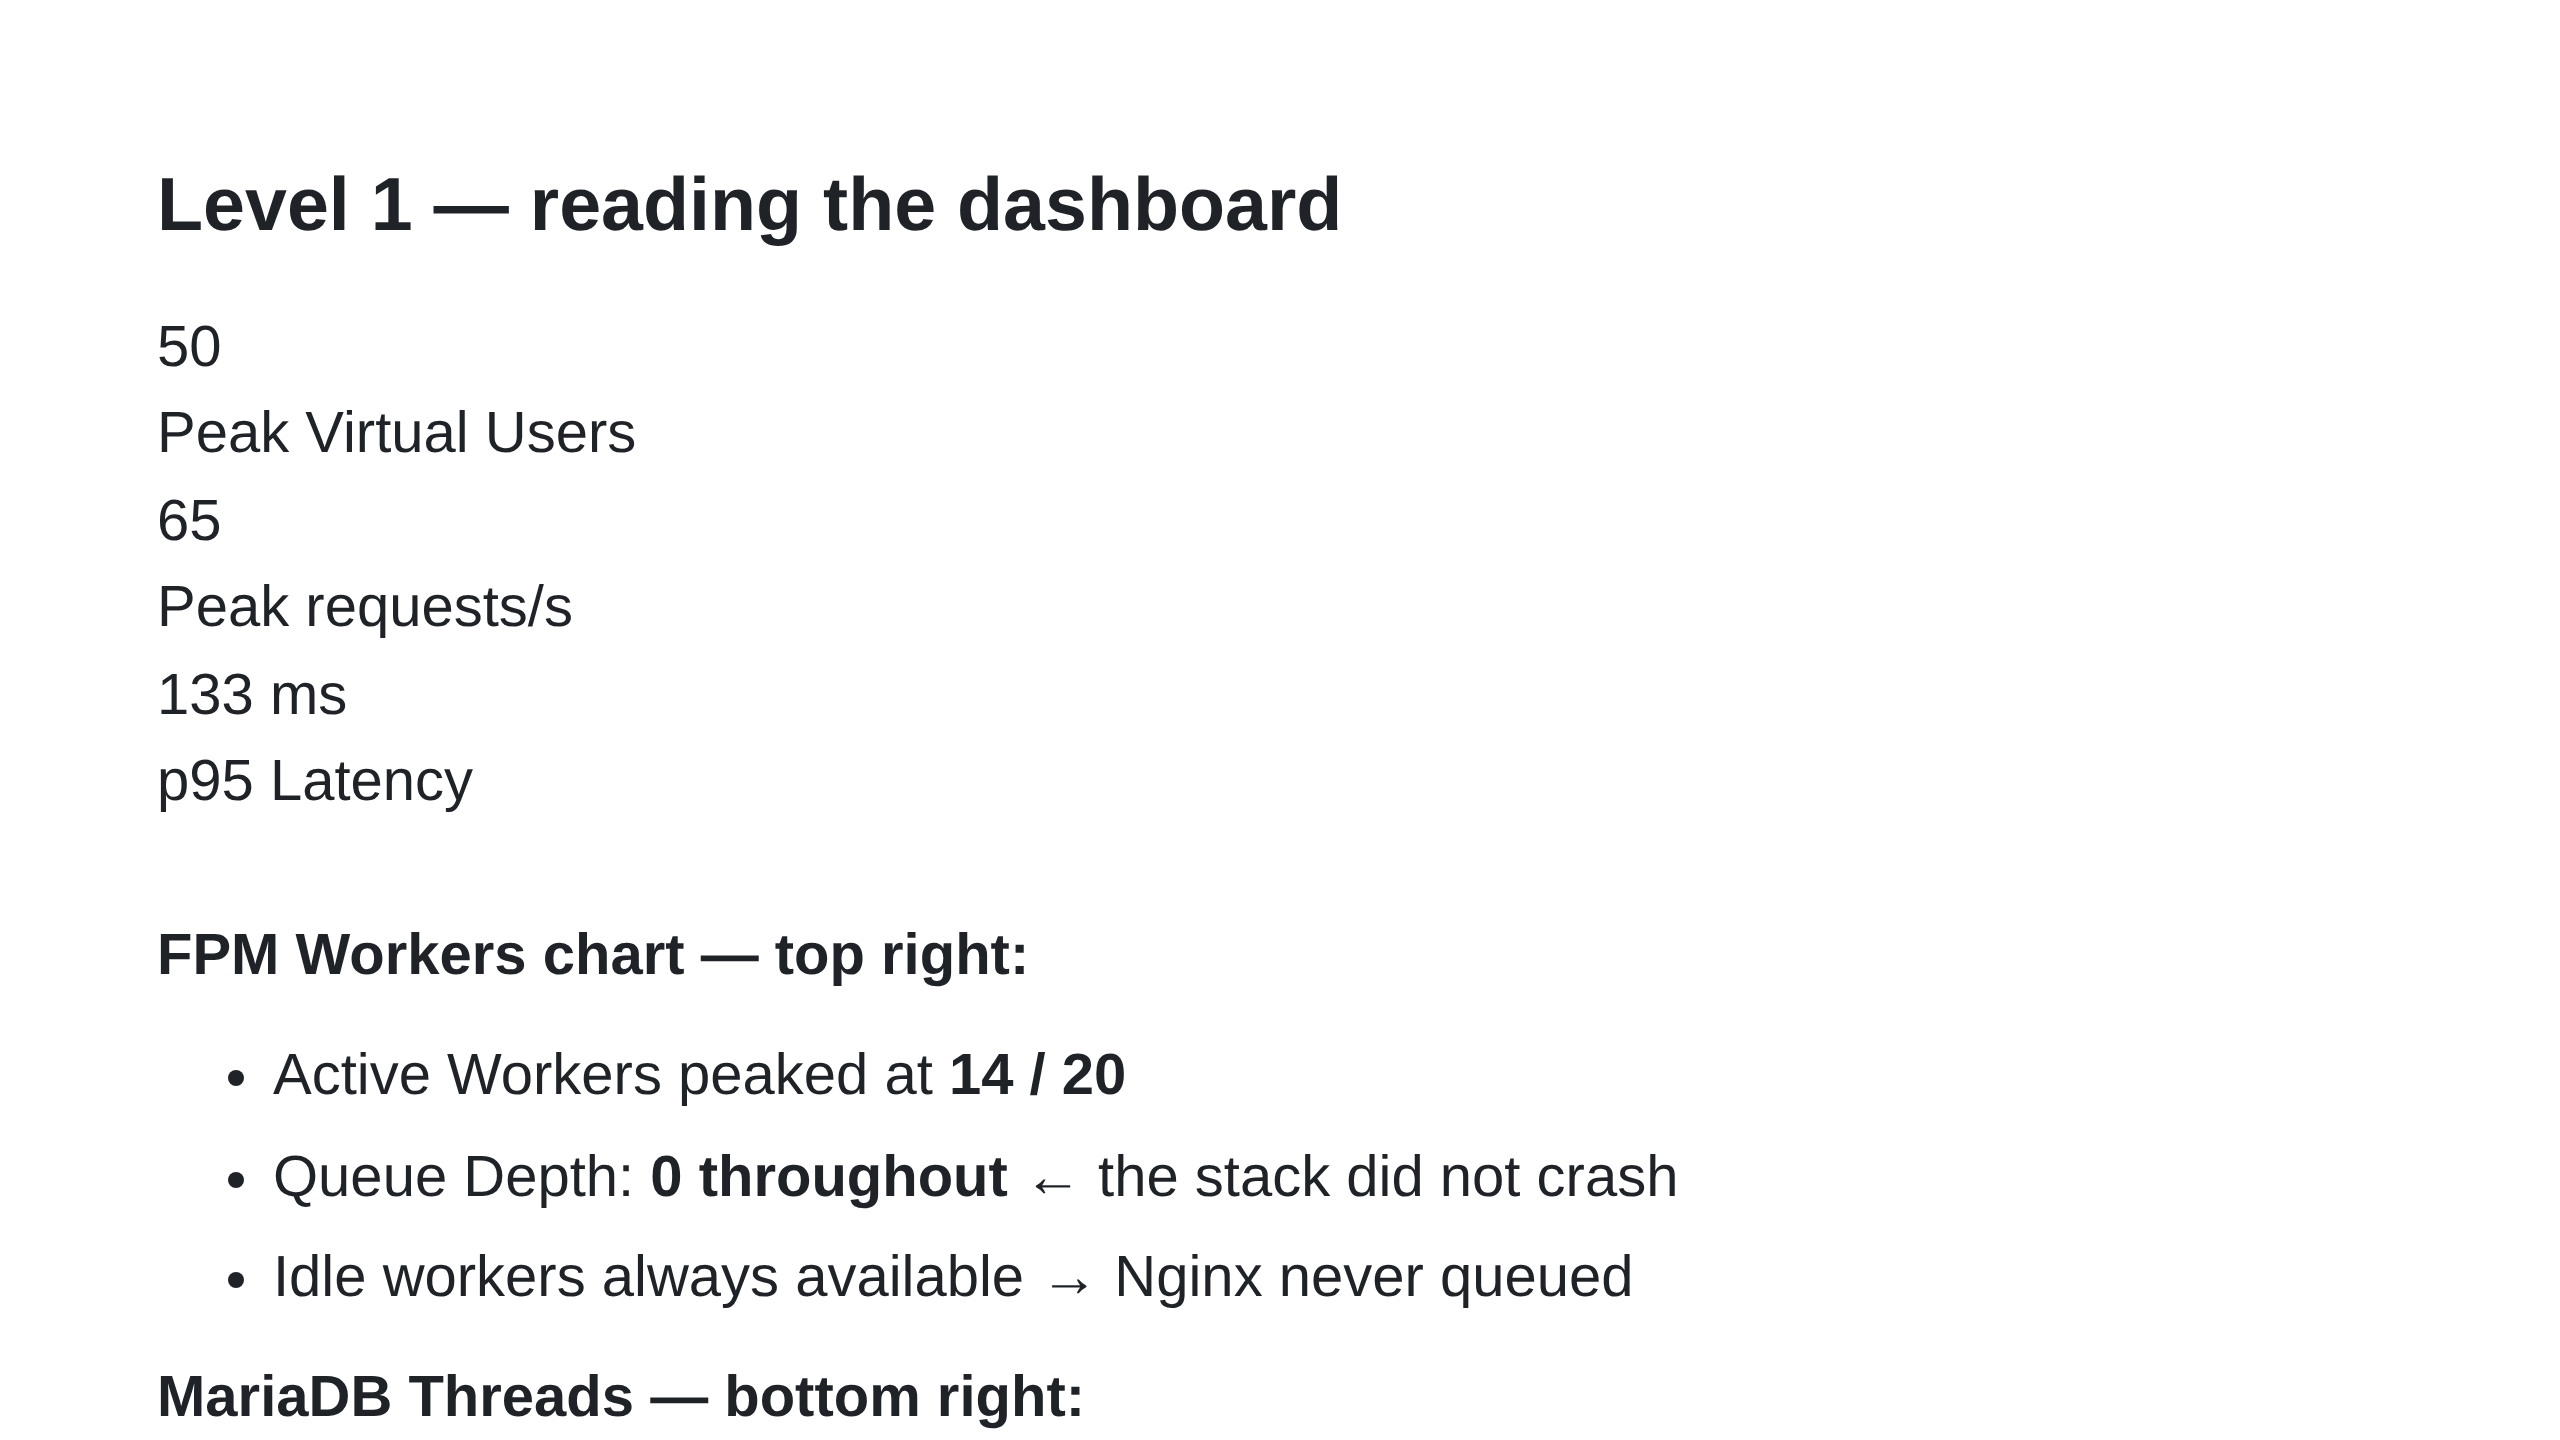 Level 1 — reading the dashboard
50
Peak Virtual Users
65
Peak requests/s
133 ms
p95 Latency
FPM Workers chart — top right:
• Active Workers peaked at 14 / 20
• Queue Depth: 0 throughout ← the stack did not crash
• Idle workers always available → Nginx never queued
MariaDB Threads — bottom right: